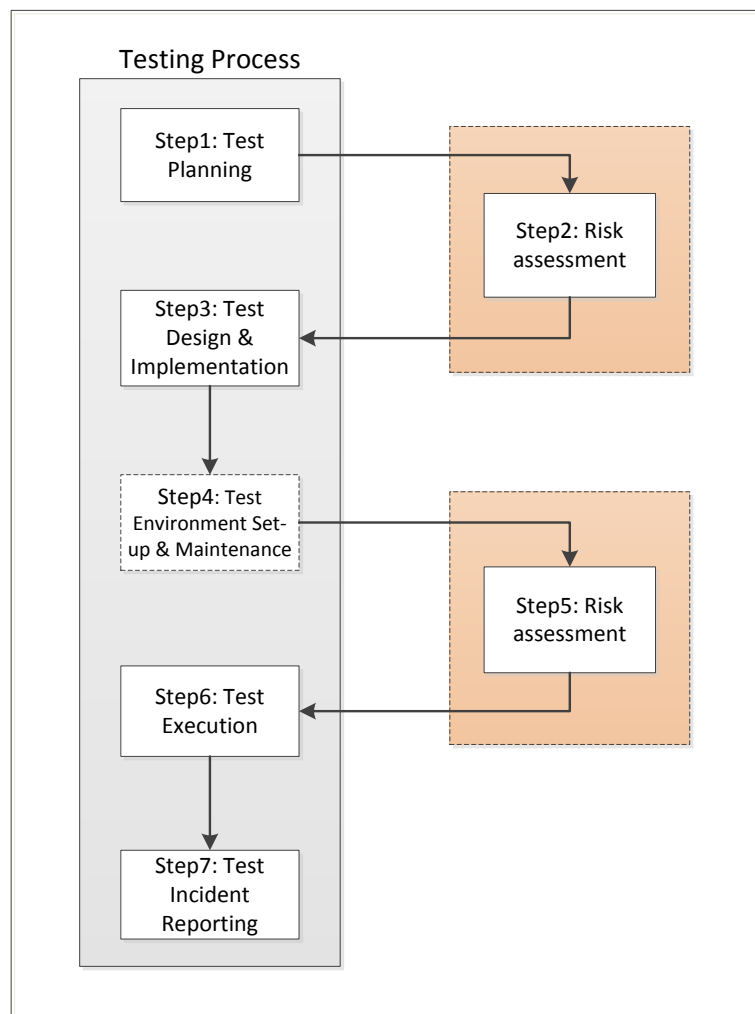 Testing Process
Step1: Test
Planning
Step2: Risk
assessment
Step3: Test
Design &
Implementation
Step4: Test
Environment Set-
up & Maintenance
Step5: Risk
assessment
Step6: Test
Execution
Step7: Test
Incident
Reporting